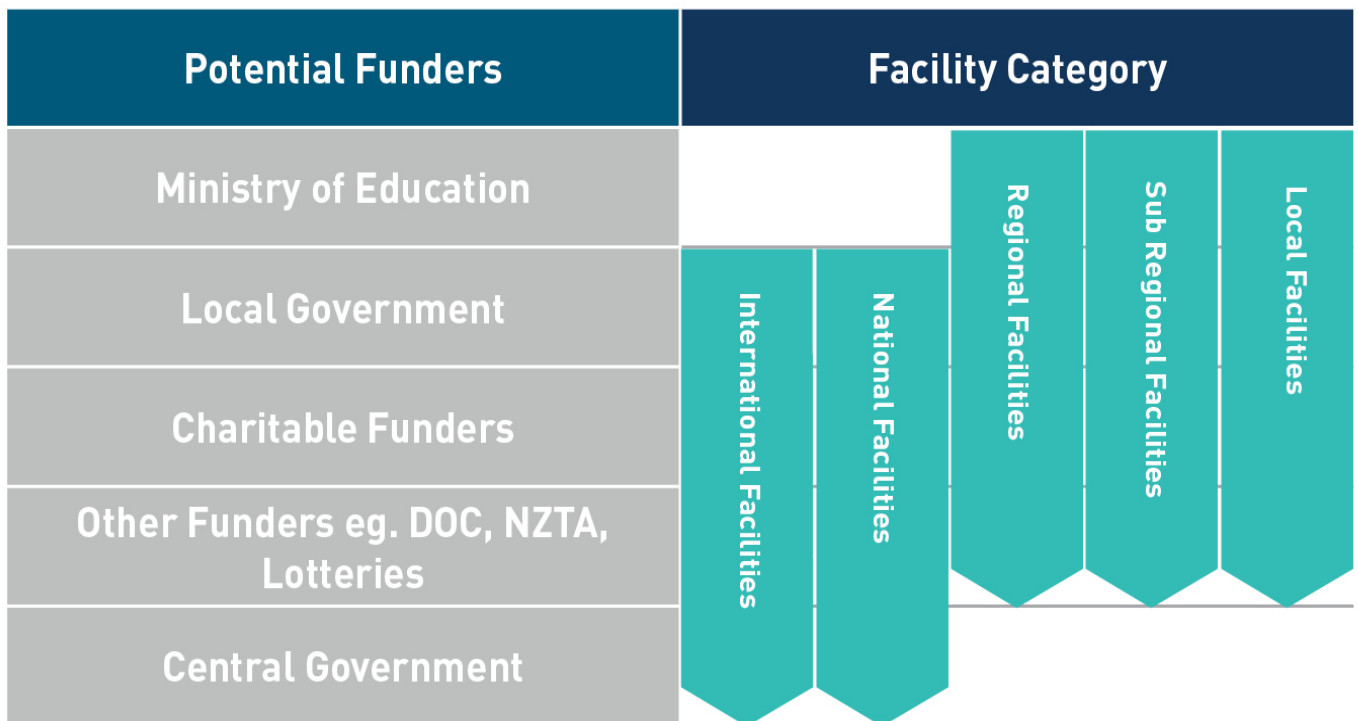 Potential Funders
Facility Category
Ministry of Education
Local Government
Charitable Funders
Other Funders eg. DOC, NZTA,
Lotteries
Central Government
International Facilities
National Facilities
Regional Facilities
Sub Regional Facilities
Local Facilities